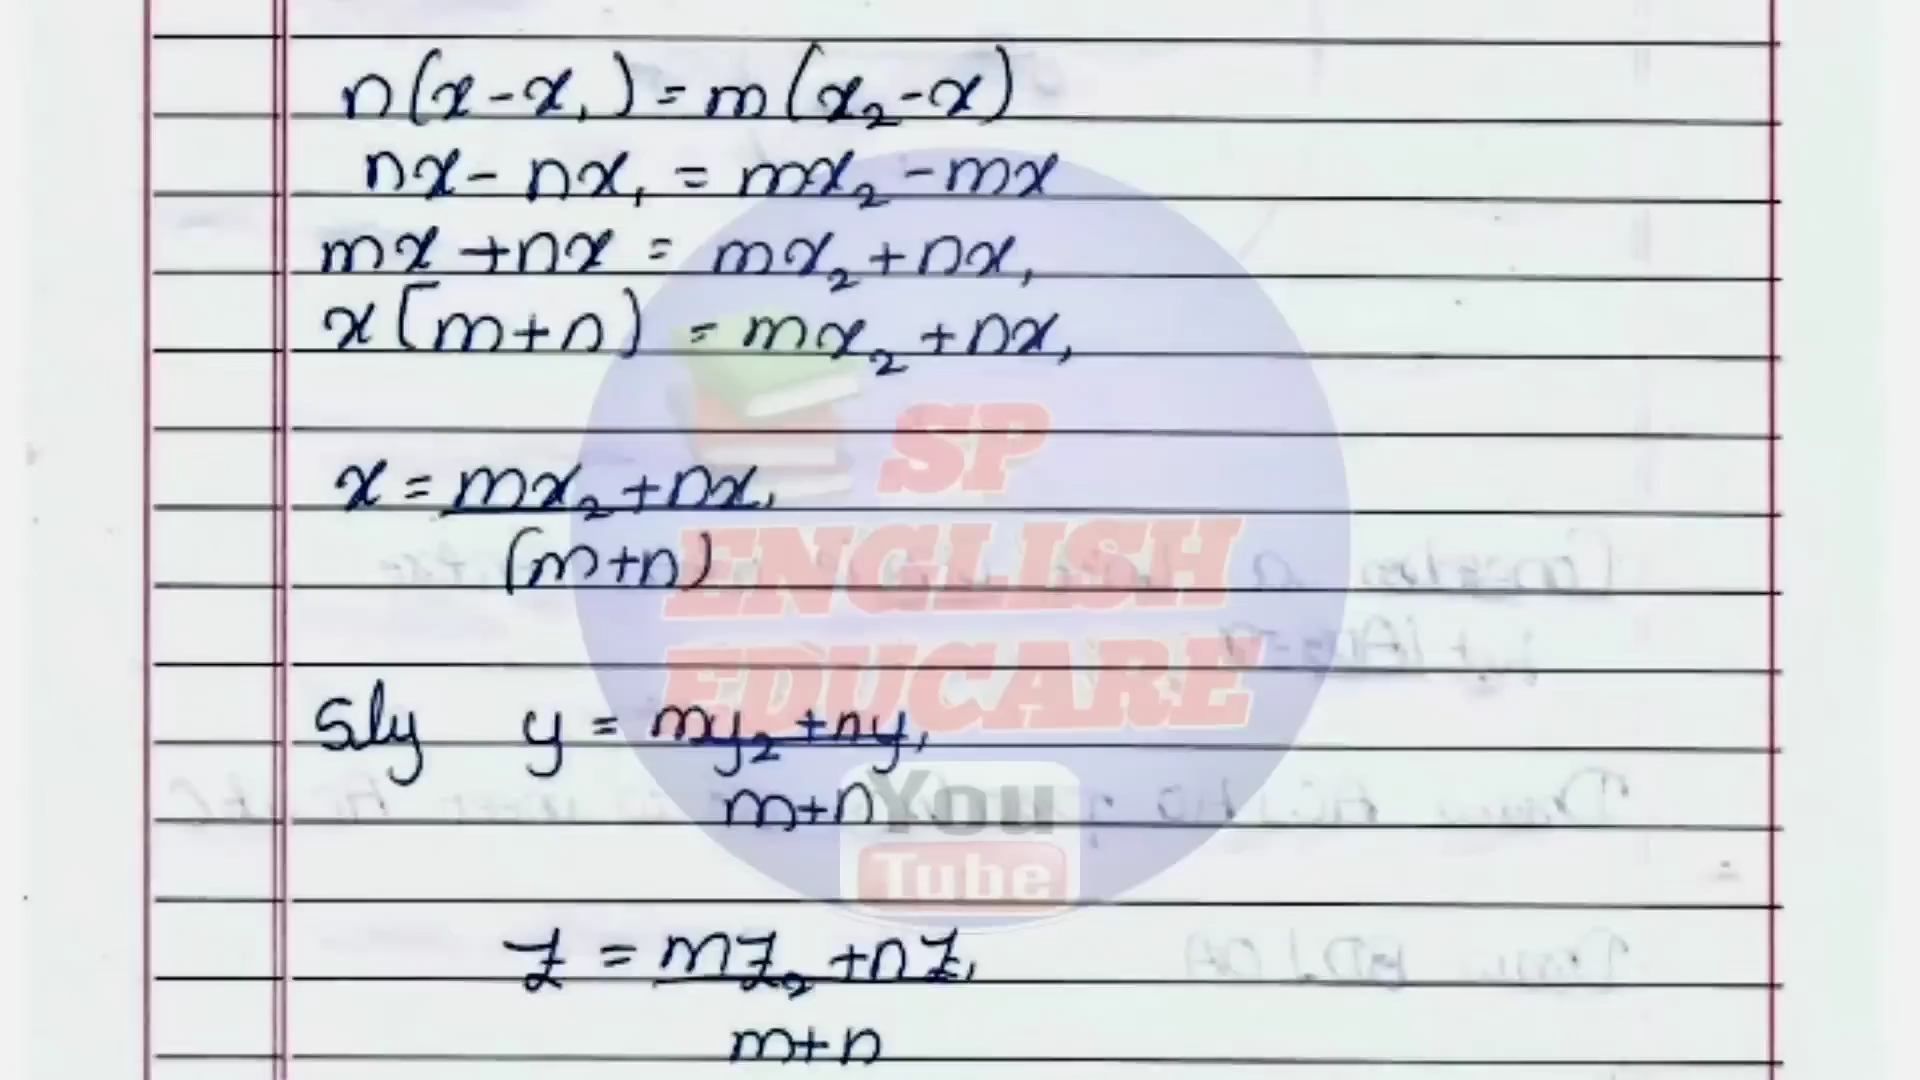 n(x-x₁)=m(x₂-x)
nx-nx₁=mx₂-mx
mx+nx=mx₂+nx₁
x[m+n)=mx₂+nx₁
x=mx₂+nx₁
(m+n)
Sly y=my₂+ny₁
m+n
z=mz₂+nz₁
m+n
SP
ENGLISH
EDUCARE
You
Tube